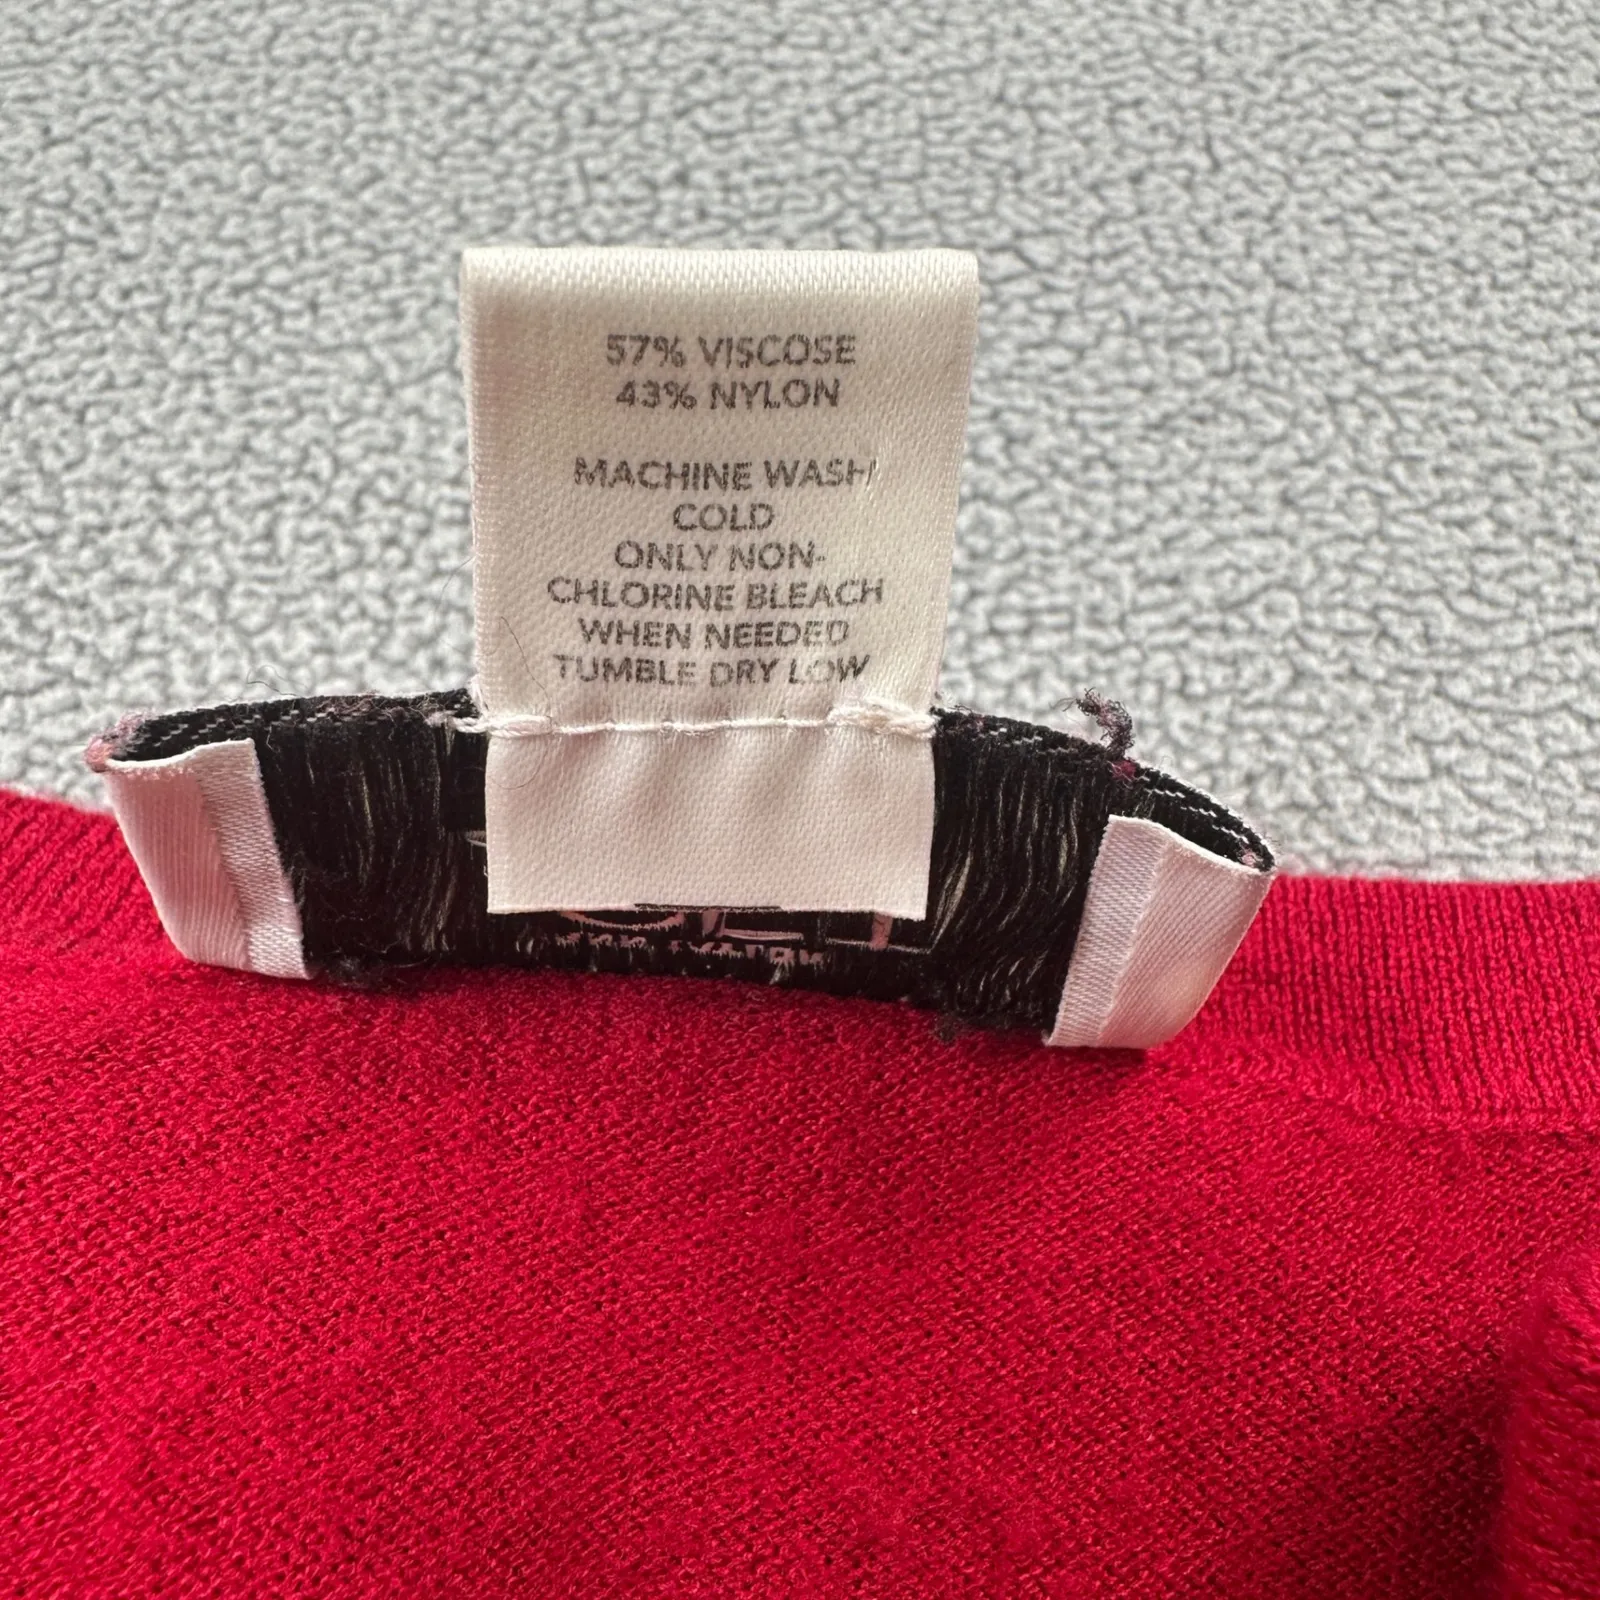 57% VISCOSE
43% NYLON
MACHINE WASH
COLD
ONLY NON-
CHLORINE BLEACH
WHEN NEEDED
TUMBLE DRY LOW